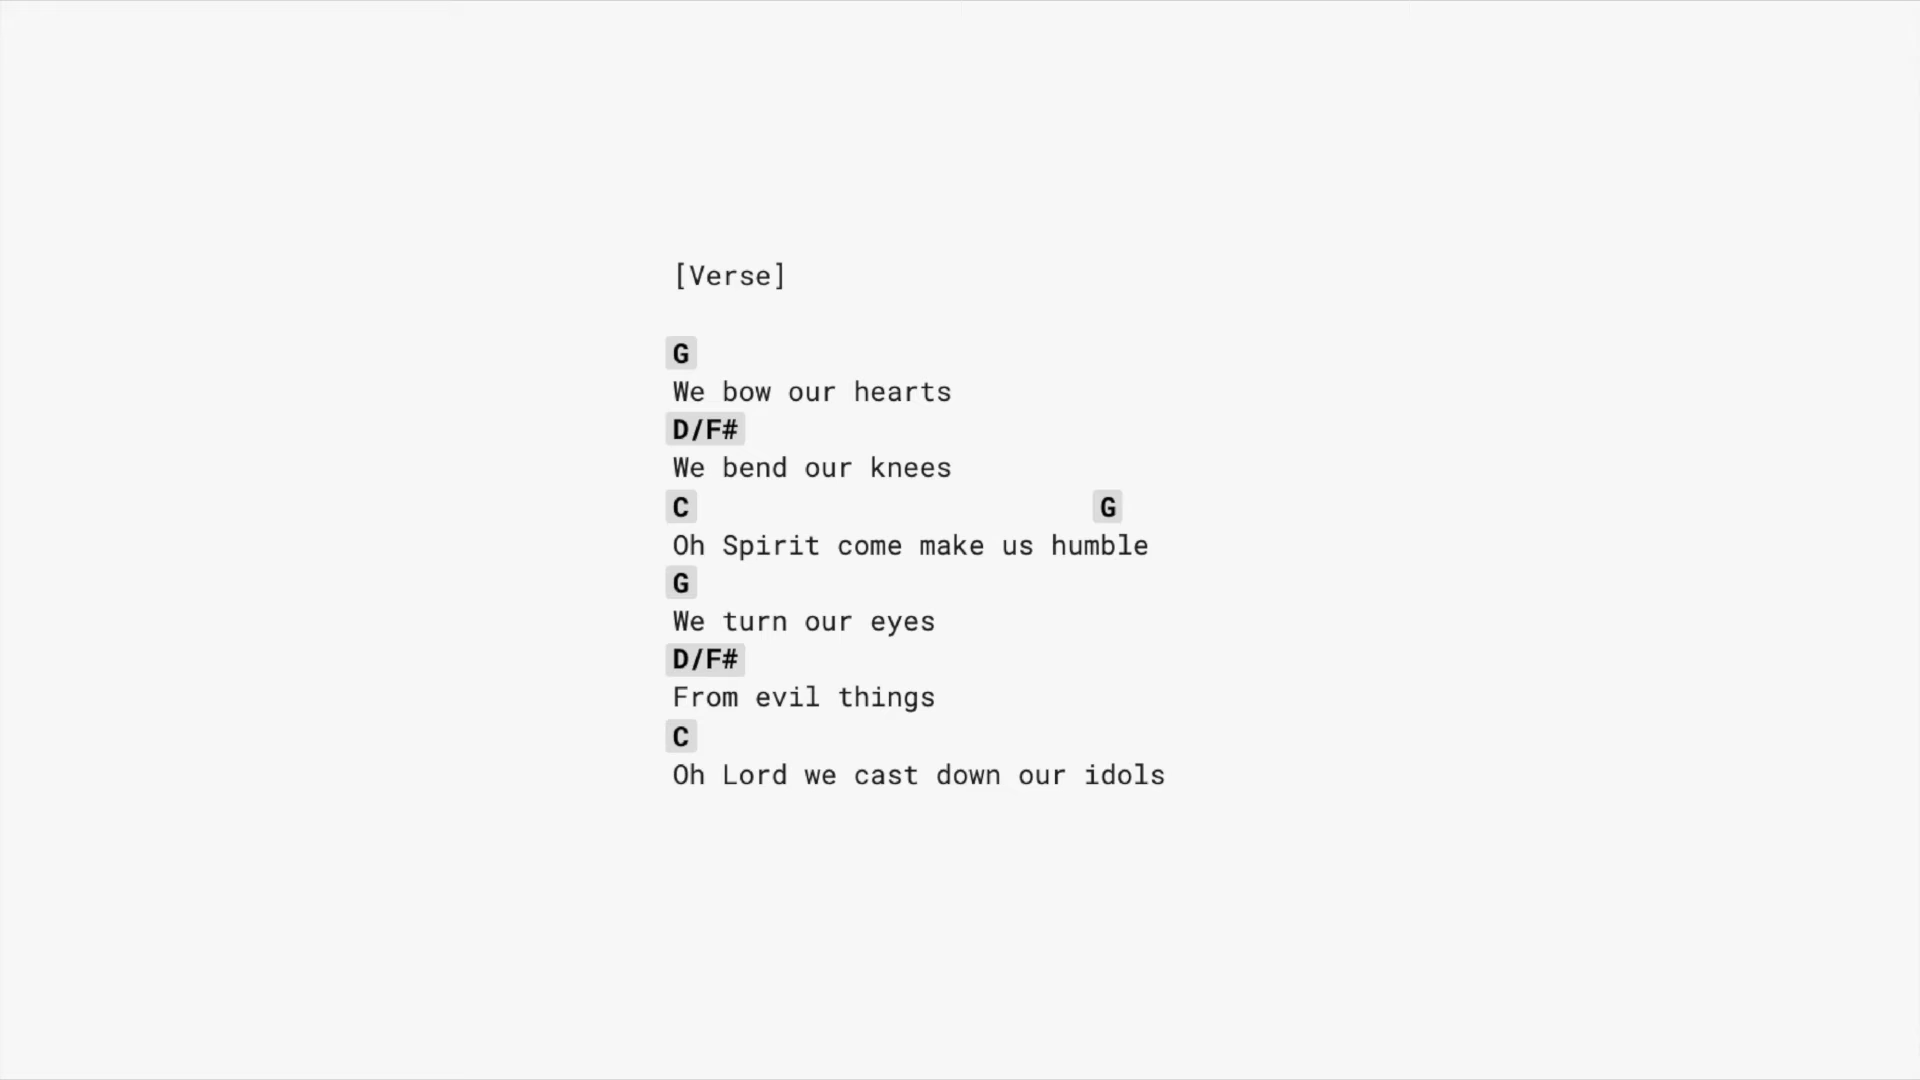 [Verse]
G
We bow our hearts
D/F#
We bend our knees
C                         G
Oh Spirit come make us humble
G
We turn our eyes
D/F#
From evil things
C
Oh Lord we cast down our idols